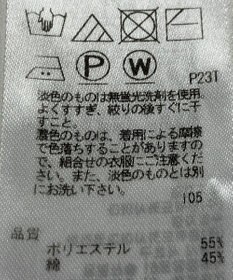 P W
P231
淡色のものは無蛍光洗剤を使用。
よくすすぎ、絞りの後すぐに干
すこと。
濃色のものは、着用による摩擦
で色落ちすることがありますの
で、組合せの衣服にご注意くださ
い。また、淡色のものとは別
にお洗い下さい。
105
品質
ポリエステル 55%
綿 45%